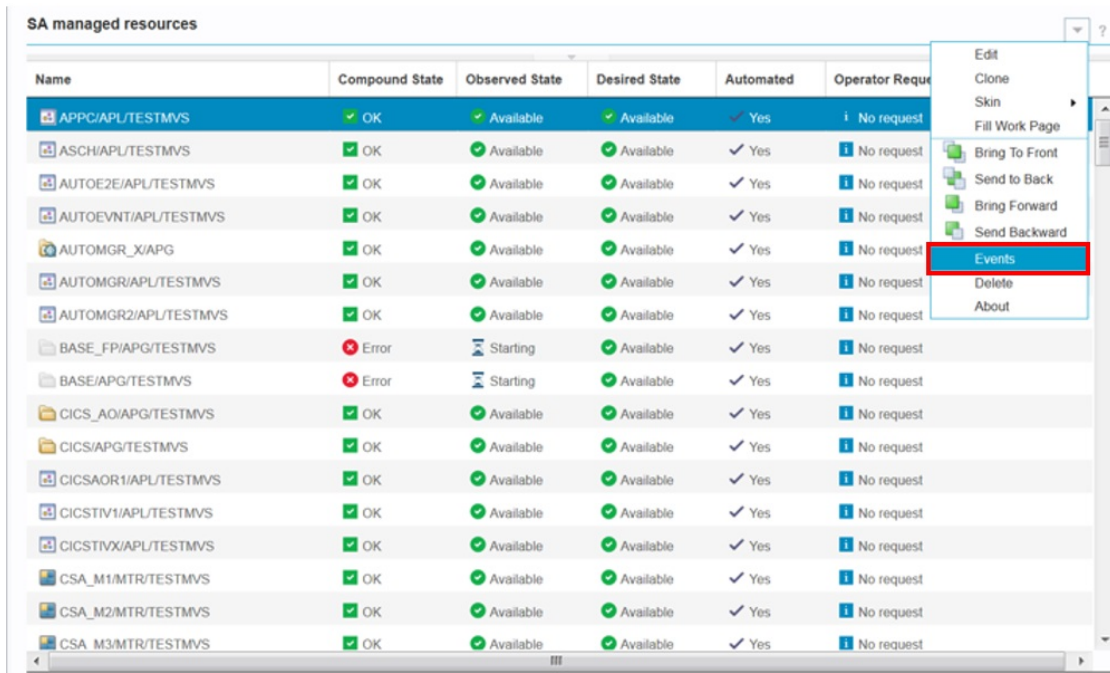 SA managed resources
?
Name Compound State Observed State Desired State Automated Operator Reque
APPC/APL/TESTMVS OK Available Available Yes No request
ASCH/APL/TESTMVS OK Available Available Yes No request
AUTOE2E/APL/TESTMVS OK Available Available Yes No request
AUTOEVNT/APL/TESTMVS OK Available Available Yes No request
AUTOMGR_X/APG OK Available Available Yes No request
AUTOMGR/APL/TESTMVS OK Available Available Yes No request
AUTOMGR2/APL/TESTMVS OK Available Available Yes No request
BASE_FP/APG/TESTMVS Error Starting Available Yes No request
BASE/APG/TESTMVS Error Starting Available Yes No request
CICS_AO/APG/TESTMVS OK Available Available Yes No request
CICS/APG/TESTMVS OK Available Available Yes No request
CICSAOR1/APL/TESTMVS OK Available Available Yes No request
CICSTIV1/APL/TESTMVS OK Available Available Yes No request
CICSTIVX/APL/TESTMVS OK Available Available Yes No request
CSA_M1/MTR/TESTMVS OK Available Available Yes No request
CSA_M2/MTR/TESTMVS OK Available Available Yes No request
CSA_M3/MTR/TESTMVS OK Available Available Yes No request
Edit
Clone
Skin
Fill Work Page
Bring To Front
Send to Back
Bring Forward
Send Backward
Events
Delete
About